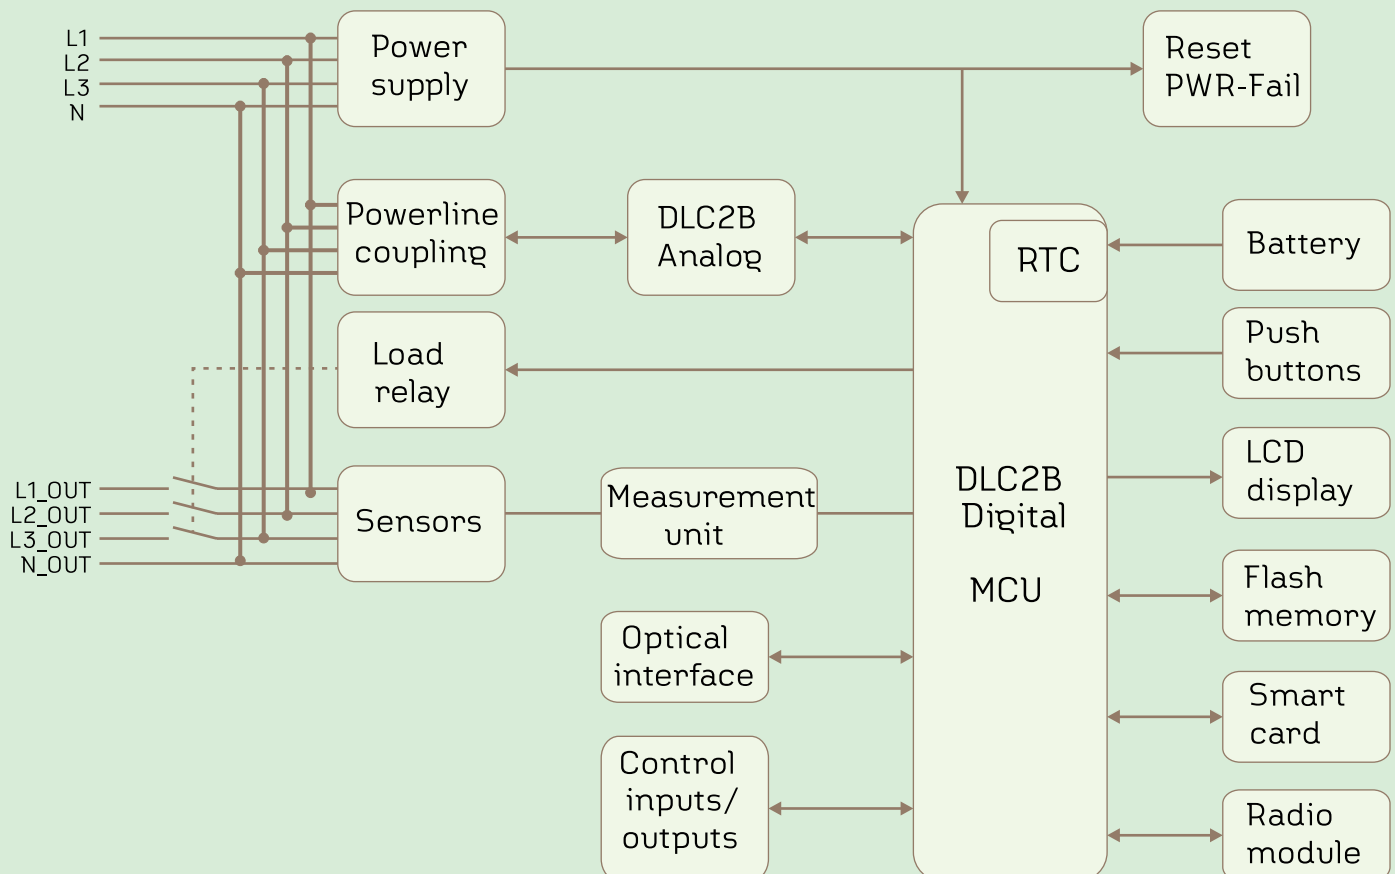 L1
L2
L3
N
Power
supply
Reset
PWR-Fail
Powerline
coupling
DLC2B
Analog
RTC
Battery
Push
buttons
Load
relay
LCD
display
L1_OUT
L2_OUT
L3_OUT
N_OUT
Sensors
Measurement
unit
DLC2B
Digital
MCU
Flash
memory
Optical
interface
Smart
card
Control
inputs/
outputs
Radio
module